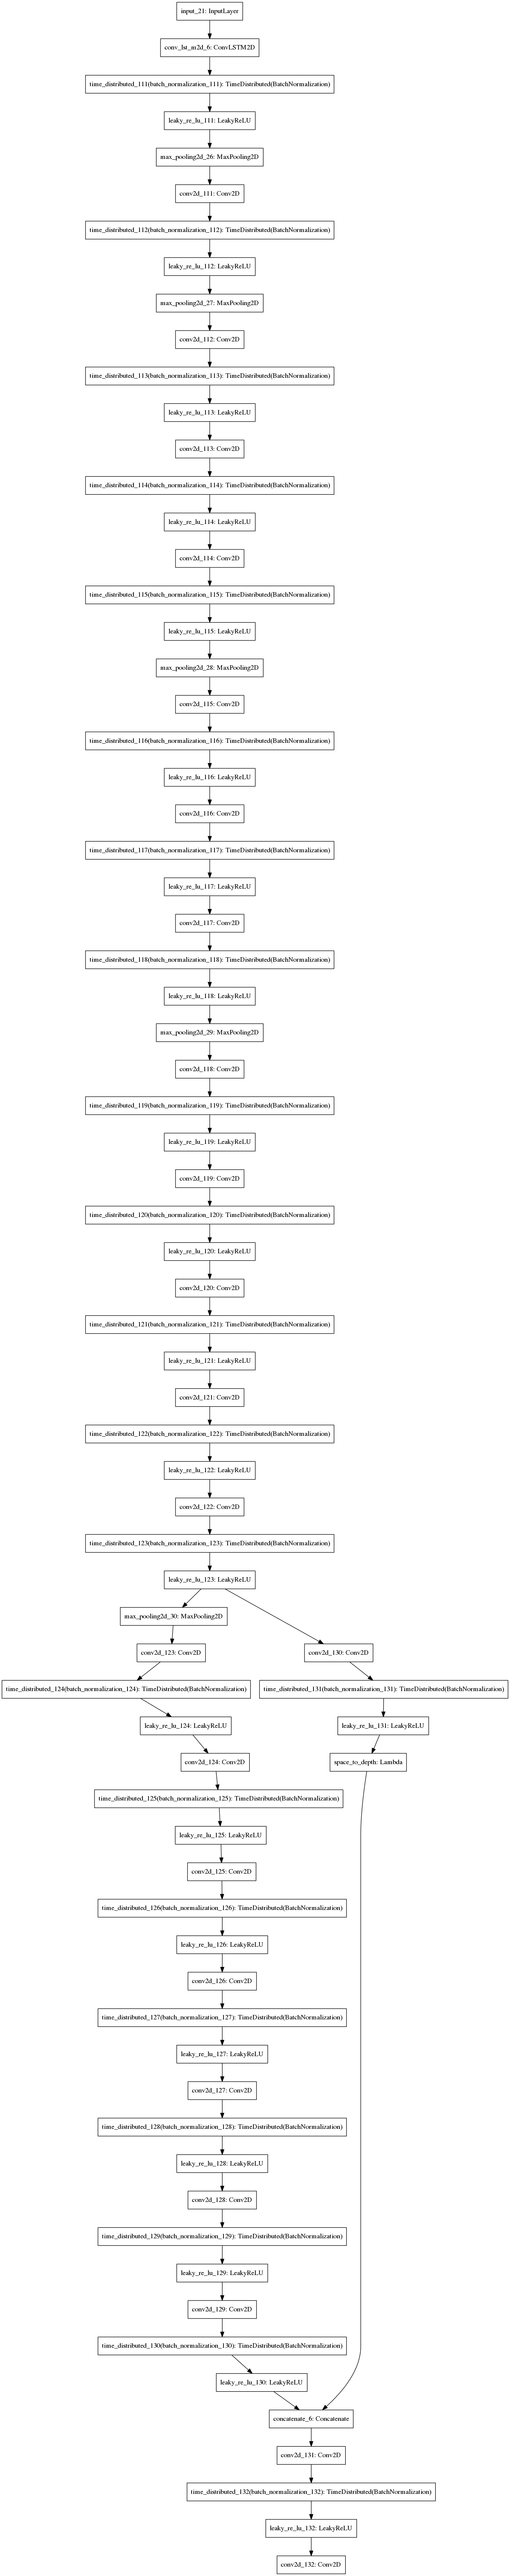 input_21: InputLayer
conv_lst_m2d_6: ConvLSTM2D
time_distributed_111(batch_normalization_111): TimeDistributed(BatchNormalization)
leaky_re_lu_111: LeakyReLU
max_pooling2d_26: MaxPooling2D
conv2d_111: Conv2D
time_distributed_112(batch_normalization_112): TimeDistributed(BatchNormalization)
leaky_re_lu_112: LeakyReLU
max_pooling2d_27: MaxPooling2D
conv2d_112: Conv2D
time_distributed_113(batch_normalization_113): TimeDistributed(BatchNormalization)
leaky_re_lu_113: LeakyReLU
conv2d_113: Conv2D
time_distributed_114(batch_normalization_114): TimeDistributed(BatchNormalization)
leaky_re_lu_114: LeakyReLU
conv2d_114: Conv2D
time_distributed_115(batch_normalization_115): TimeDistributed(BatchNormalization)
leaky_re_lu_115: LeakyReLU
max_pooling2d_28: MaxPooling2D
conv2d_115: Conv2D
time_distributed_116(batch_normalization_116): TimeDistributed(BatchNormalization)
leaky_re_lu_116: LeakyReLU
conv2d_116: Conv2D
time_distributed_117(batch_normalization_117): TimeDistributed(BatchNormalization)
leaky_re_lu_117: LeakyReLU
conv2d_117: Conv2D
time_distributed_118(batch_normalization_118): TimeDistributed(BatchNormalization)
leaky_re_lu_118: LeakyReLU
max_pooling2d_29: MaxPooling2D
conv2d_118: Conv2D
time_distributed_119(batch_normalization_119): TimeDistributed(BatchNormalization)
leaky_re_lu_119: LeakyReLU
conv2d_119: Conv2D
time_distributed_120(batch_normalization_120): TimeDistributed(BatchNormalization)
leaky_re_lu_120: LeakyReLU
conv2d_120: Conv2D
time_distributed_121(batch_normalization_121): TimeDistributed(BatchNormalization)
leaky_re_lu_121: LeakyReLU
conv2d_121: Conv2D
time_distributed_122(batch_normalization_122): TimeDistributed(BatchNormalization)
leaky_re_lu_122: LeakyReLU
conv2d_122: Conv2D
time_distributed_123(batch_normalization_123): TimeDistributed(BatchNormalization)
leaky_re_lu_123: LeakyReLU
max_pooling2d_30: MaxPooling2D
conv2d_123: Conv2D
conv2d_130: Conv2D
time_distributed_124(batch_normalization_124): TimeDistributed(BatchNormalization)
time_distributed_131(batch_normalization_131): TimeDistributed(BatchNormalization)
leaky_re_lu_124: LeakyReLU
leaky_re_lu_131: LeakyReLU
conv2d_124: Conv2D
space_to_depth: Lambda
time_distributed_125(batch_normalization_125): TimeDistributed(BatchNormalization)
leaky_re_lu_125: LeakyReLU
conv2d_125: Conv2D
time_distributed_126(batch_normalization_126): TimeDistributed(BatchNormalization)
leaky_re_lu_126: LeakyReLU
conv2d_126: Conv2D
time_distributed_127(batch_normalization_127): TimeDistributed(BatchNormalization)
leaky_re_lu_127: LeakyReLU
conv2d_127: Conv2D
time_distributed_128(batch_normalization_128): TimeDistributed(BatchNormalization)
leaky_re_lu_128: LeakyReLU
conv2d_128: Conv2D
time_distributed_129(batch_normalization_129): TimeDistributed(BatchNormalization)
leaky_re_lu_129: LeakyReLU
conv2d_129: Conv2D
time_distributed_130(batch_normalization_130): TimeDistributed(BatchNormalization)
leaky_re_lu_130: LeakyReLU
concatenate_6: Concatenate
conv2d_131: Conv2D
time_distributed_132(batch_normalization_132): TimeDistributed(BatchNormalization)
leaky_re_lu_132: LeakyReLU
conv2d_132: Conv2D